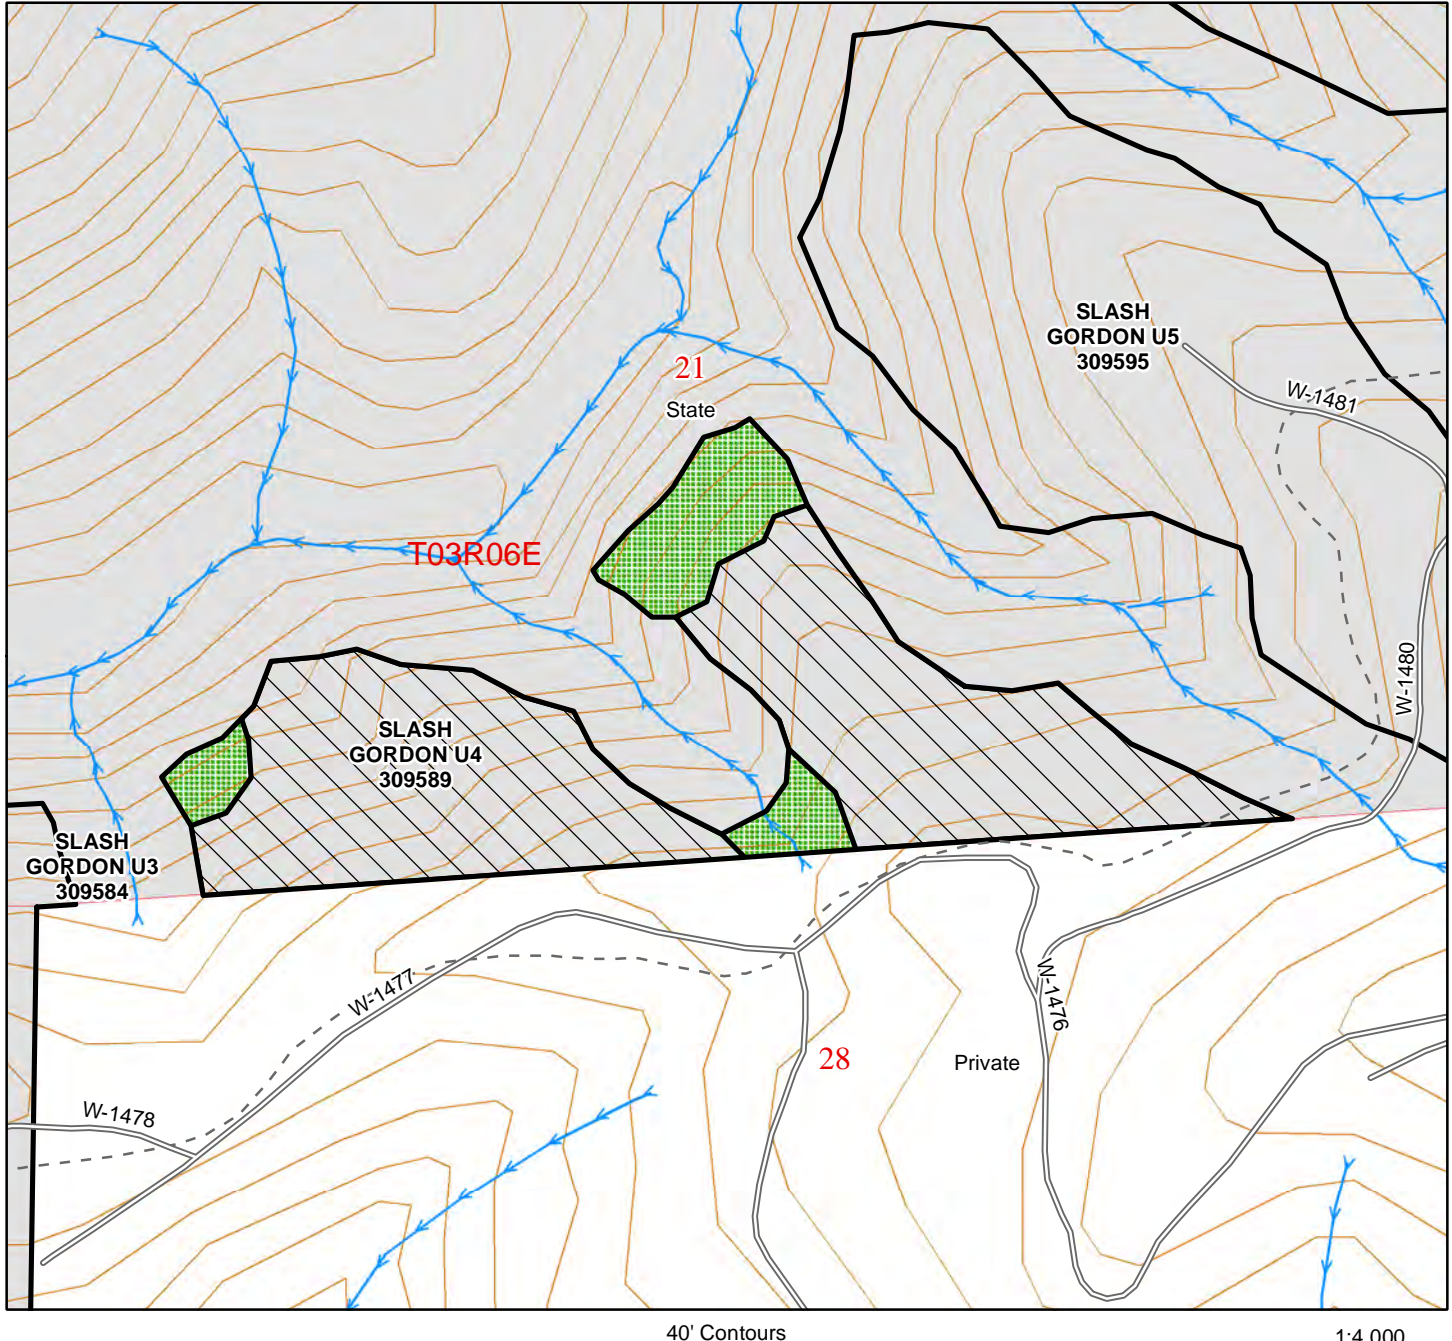 SLASH
GORDON U5
309595
21
State
W-1481
T03R06E
W-1480
SLASH
GORDON U4
309589
SLASH
GORDON U3
309584
W-1477
W-1476
28
Private
W-1478
40' Contours
1:4,000